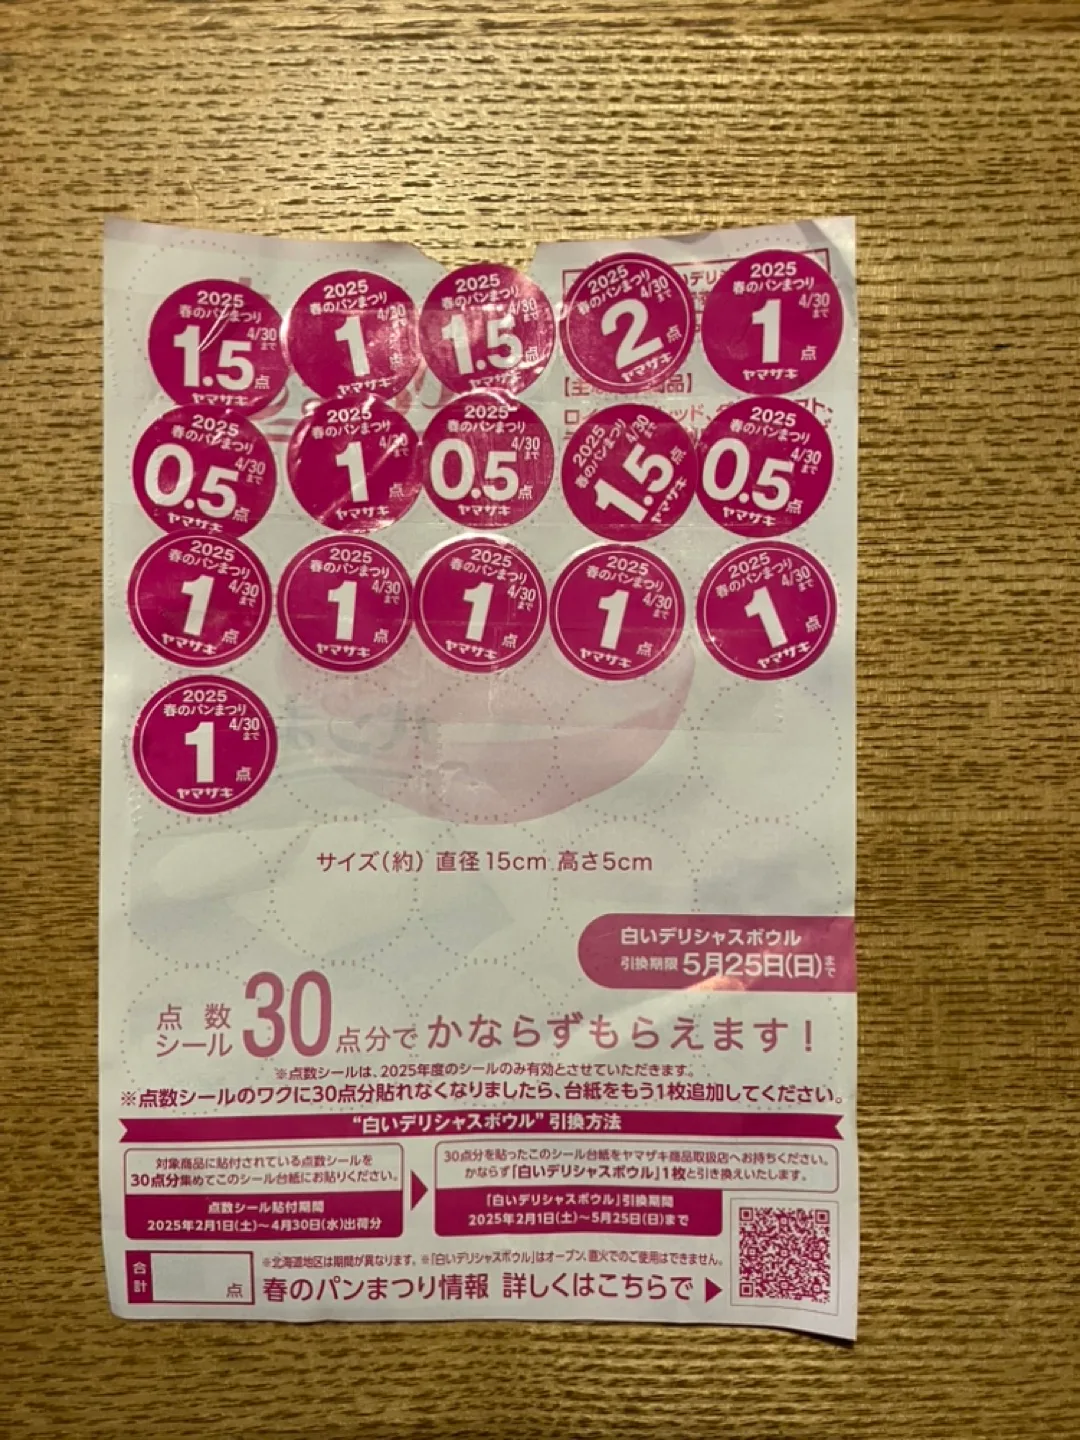 2025
春のパンまつり
4/30
まで
1.5点
ヤマザキ
2025
春のパンまつり
4/30
1点
ヤマザキ
2025
春のパンまつり
4/30
まで
1.5点
ヤマザキ
2025
春のパンまつり
4/30
まで
2点
ヤマザキ
2025
春のパンまつり
4/30
まで
1点
ヤマザキ
2025
春のパンまつり
4/30
まで
0.5点
ヤマザキ
2025
春のパンまつり
4/30
まで
1点
ヤマザキ
2025
春のパンまつり
4/30
まで
0.5点
ヤマザキ
2025
春のパンまつり
4/30
まで
1.5点
ヤマザキ
2025
春のパンまつり
4/30
まで
0.5点
ヤマザキ
2025
春のパンまつり
4/30
まで
1点
ヤマザキ
2025
春のパンまつり
4/30
まで
1点
ヤマザキ
2025
春のパンまつり
4/30
まで
1点
ヤマザキ
2025
春のパンまつり
4/30
まで
1点
ヤマザキ
2025
春のパンまつり
4/30
まで
1点
ヤマザキ
2025
春のパンまつり
4/30
まで
1点
ヤマザキ
サイズ(約) 直径15cm 高さ5cm
白いデリシャスボウル
引換期限 5月25日(日)まで
点数シール30点分でかならずもらえます!
※点数シールは、2025年度のシールのみ有効とさせていただきます。
※点数シールのワクに30点分貼れなくなりましたら、台紙をもう1枚追加してください。
“白いデリシャスボウル”引換方法
対象商品に貼付されている点数シールを
30点分集めてこのシール台紙にお貼りください。
点数シール貼付期間
2025年2月1日(土)~4月30日(水)出荷分
30点分を貼ったこのシール台紙をヤマザキ商品取扱店へお持ちください。
かならず「白いデリシャスボウル」1枚と引き換えいたします。
「白いデリシャスボウル」引換期間
2025年2月1日(土)~5月25日(日)まで
合計 点
※北海道地区は期間が異なります。※「白いデリシャスボウル」はオーブン、直火でのご使用はできません。
春のパンまつり情報 詳しくはこちらで